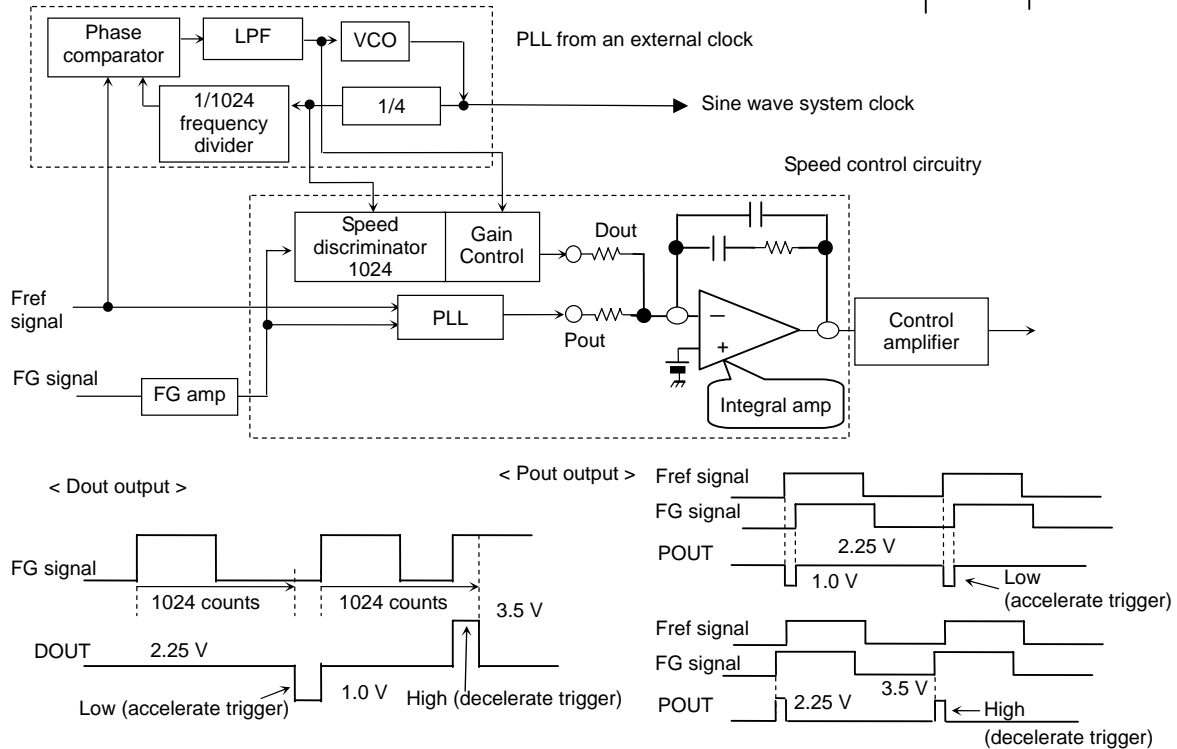 Phase
comparator
LPF
VCO
PLL from an external clock
1/1024
frequency
divider
1/4
Sine wave system clock
Speed control circuitry
Speed
discriminator
1024
Gain
Control
Dout
Fref
signal
PLL
Pout
Control
amplifier
FG signal
FG amp
Integral amp
< Dout output >
FG signal
1024 counts
1024 counts
3.5 V
DOUT
2.25 V
1.0 V
Low (accelerate trigger)
High (decelerate trigger)
< Pout output >
Fref signal
FG signal
POUT
2.25 V
1.0 V
Low
(accelerate trigger)
Fref signal
FG signal
3.5 V
POUT
2.25 V
High
(decelerate trigger)